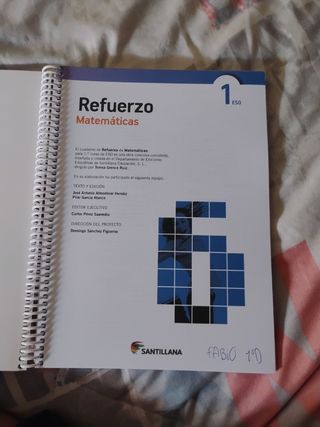 1 ESO
Refuerzo
Matemáticas
El cuaderno de Refuerzo de Matemáticas
para 1.º curso de ESO es una obra colectiva concebida,
diseñada y creada en el Departamento de Ediciones
Educativas de Santillana Educación, S. L.,
dirigido por Teresa Grence Ruiz.
En su elaboración ha participado el siguiente equipo:
TEXTO Y EDICIÓN
José Antonio Almodóvar Herráiz
Pilar García Atance
EDITOR EJECUTIVO
Carlos Pérez Saavedra
DIRECCIÓN DEL PROYECTO
Domingo Sánchez Figueroa
SANTILLANA
FABIO 1ºD